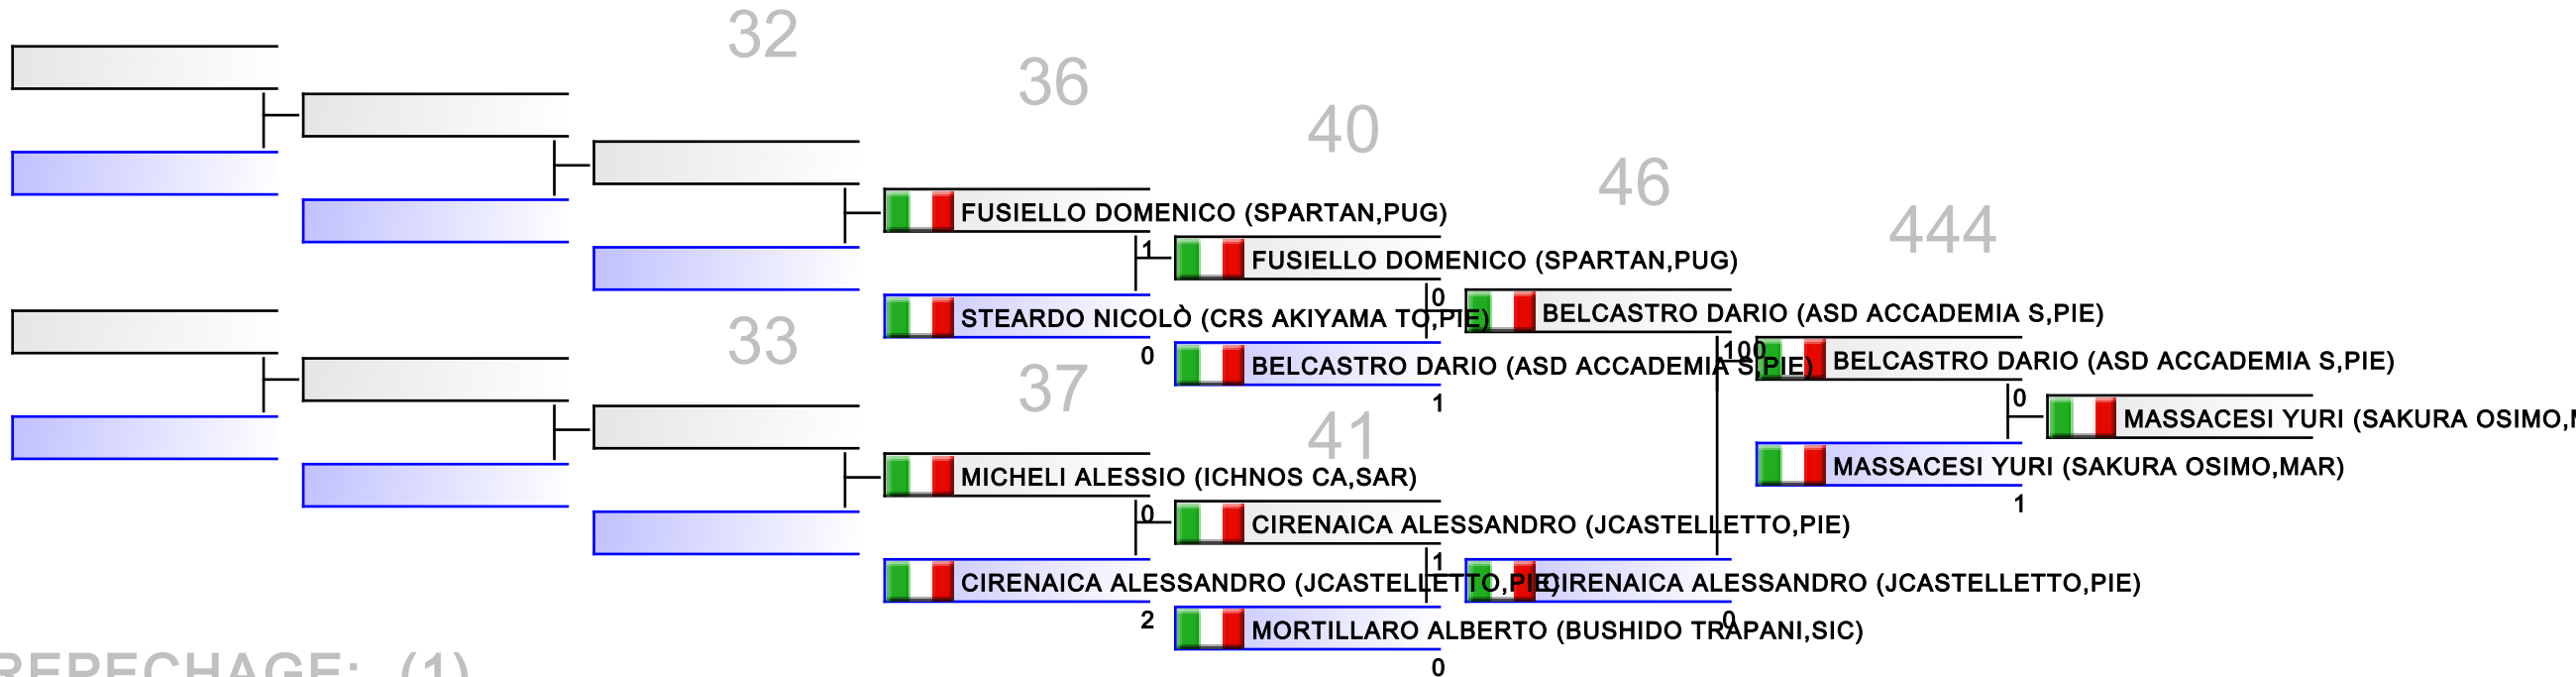 32
36
40
46
444
FUSIELLO DOMENICO (SPARTAN,PUG)
1
FUSIELLO DOMENICO (SPARTAN,PUG)
0
STEARDO NICOLÒ (CRS AKIYAMA TO,PIE)
0
BELCASTRO DARIO (ASD ACCADEMIA S,PIE)
100
BELCASTRO DARIO (ASD ACCADEMIA S,PIE)
1
BELCASTRO DARIO (ASD ACCADEMIA S,PIE)
0
MASSACESI YURI (SAKURA OSIMO,M
MASSACESI YURI (SAKURA OSIMO,MAR)
1
33
37
41
MICHELI ALESSIO (ICHNOS CA,SAR)
0
CIRENAICA ALESSANDRO (JCASTELLETTO,PIE)
1
CIRENAICA ALESSANDRO (JCASTELLETTO,PIE)
2
CIRENAICA ALESSANDRO (JCASTELLETTO,PIE)
0
MORTILLARO ALBERTO (BUSHIDO TRAPANI,SIC)
0
REPECHAGE: (1)